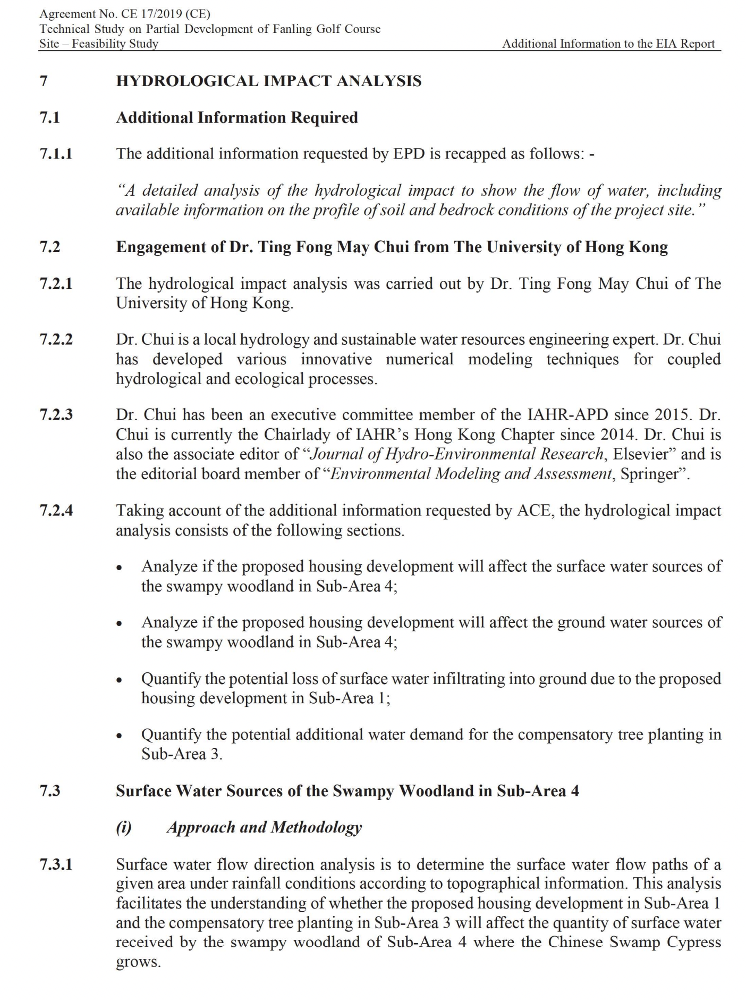 Agreement No. CE 17/2019 (CE)
Technical Study on Partial Development of Fanling Golf Course
Site – Feasibility Study Additional Information to the EIA Report
7 HYDROLOGICAL IMPACT ANALYSIS
7.1 Additional Information Required
7.1.1 The additional information requested by EPD is recapped as follows: -
“A detailed analysis of the hydrological impact to show the flow of water, including
available information on the profile of soil and bedrock conditions of the project site.”
7.2 Engagement of Dr. Ting Fong May Chui from The University of Hong Kong
7.2.1 The hydrological impact analysis was carried out by Dr. Ting Fong May Chui of The
University of Hong Kong.
7.2.2 Dr. Chui is a local hydrology and sustainable water resources engineering expert. Dr. Chui
has developed various innovative numerical modeling techniques for coupled
hydrological and ecological processes.
7.2.3 Dr. Chui has been an executive committee member of the IAHR-APD since 2015. Dr.
Chui is currently the Chairlady of IAHR’s Hong Kong Chapter since 2014. Dr. Chui is
also the associate editor of “Journal of Hydro-Environmental Research, Elsevier” and is
the editorial board member of “Environmental Modeling and Assessment, Springer”.
7.2.4 Taking account of the additional information requested by ACE, the hydrological impact
analysis consists of the following sections.
• Analyze if the proposed housing development will affect the surface water sources of
the swampy woodland in Sub-Area 4;
• Analyze if the proposed housing development will affect the ground water sources of
the swampy woodland in Sub-Area 4;
• Quantify the potential loss of surface water infiltrating into ground due to the proposed
housing development in Sub-Area 1;
• Quantify the potential additional water demand for the compensatory tree planting in
Sub-Area 3.
7.3 Surface Water Sources of the Swampy Woodland in Sub-Area 4
(i) Approach and Methodology
7.3.1 Surface water flow direction analysis is to determine the surface water flow paths of a
given area under rainfall conditions according to topographical information. This analysis
facilitates the understanding of whether the proposed housing development in Sub-Area 1
and the compensatory tree planting in Sub-Area 3 will affect the quantity of surface water
received by the swampy woodland of Sub-Area 4 where the Chinese Swamp Cypress
grows.